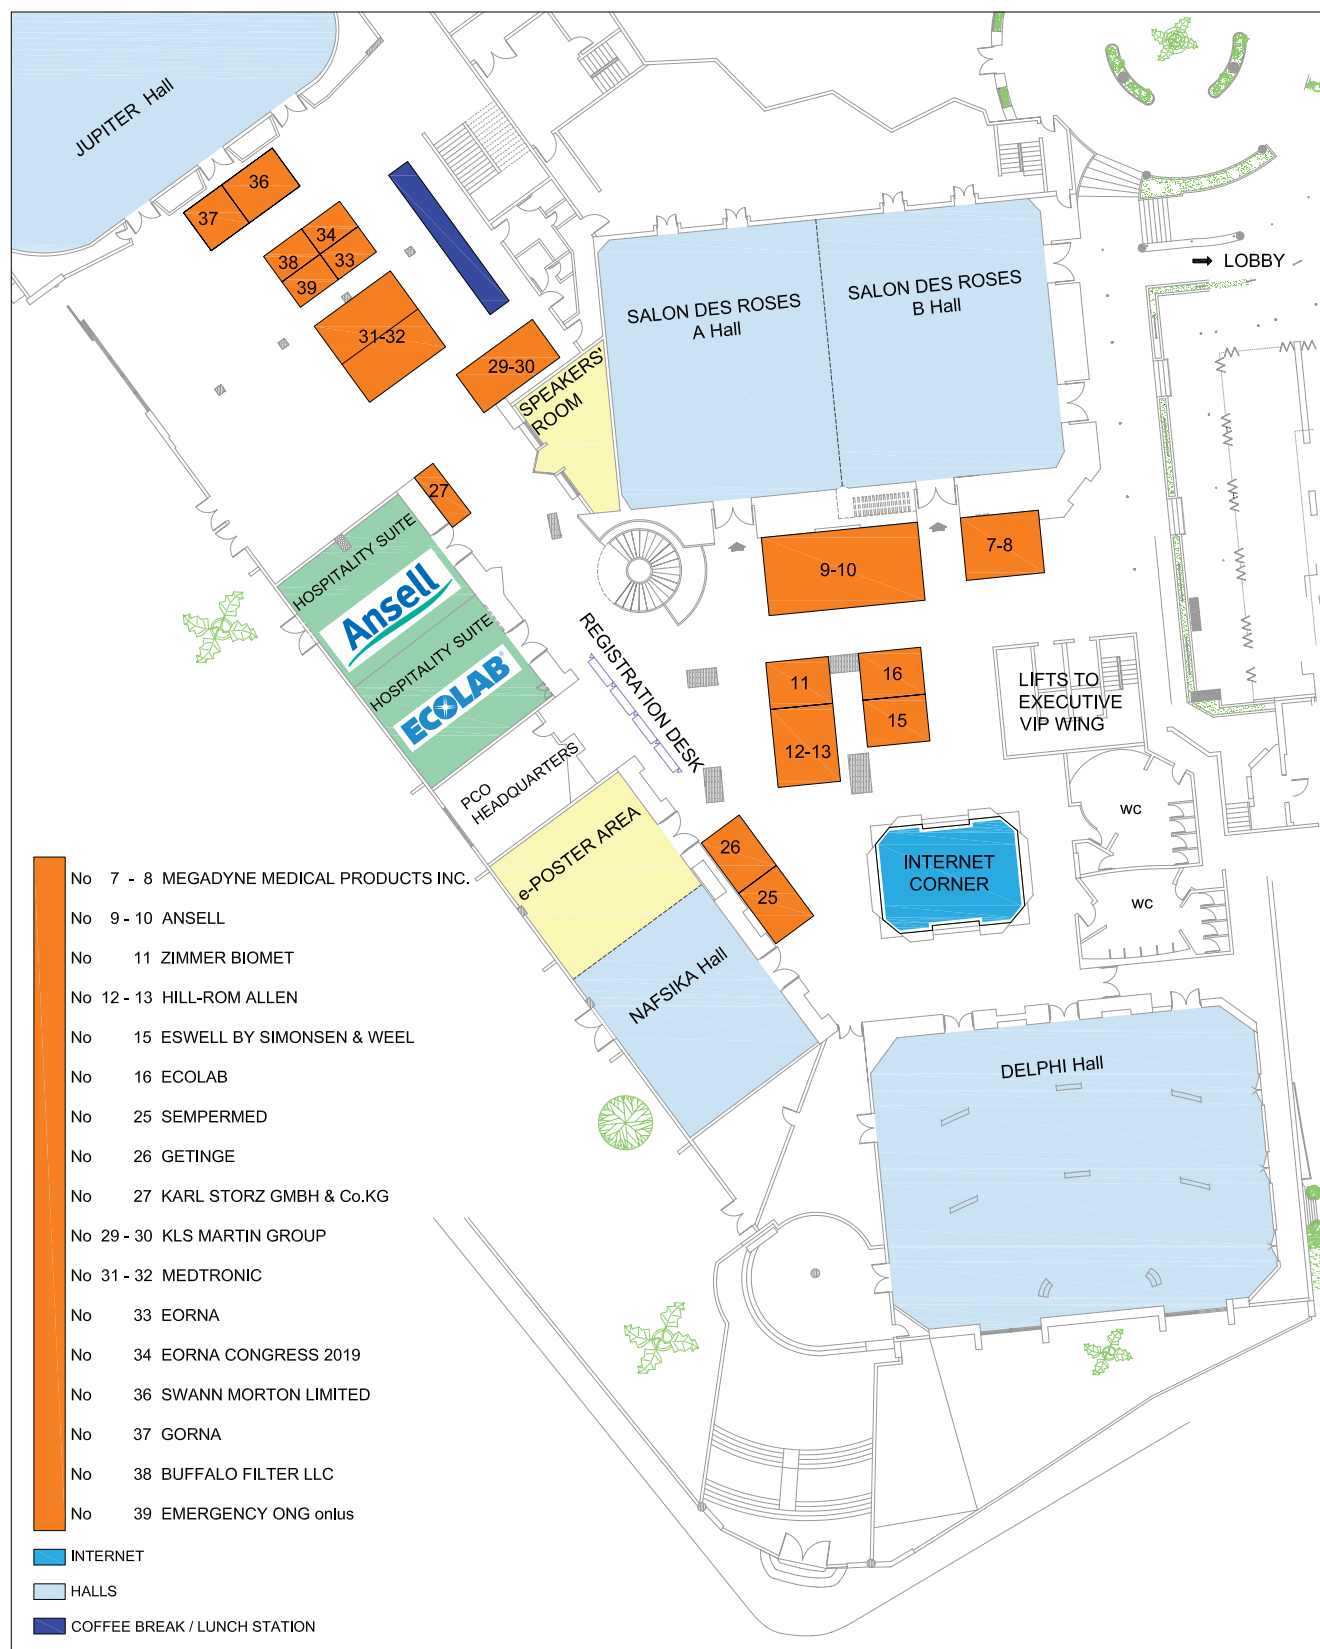 JUPITER Hall
36
37
34
38
33
39
31-32
29-30
SPEAKERS'
ROOM
SALON DES ROSES
A Hall
SALON DES ROSES
B Hall
LOBBY
27
HOSPITALITY SUITE
Ansell
HOSPITALITY SUITE
ECOLAB®
9-10
7-8
REGISTRATION DESK
11
16
15
12-13
LIFTS TO
EXECUTIVE
VIP WING
PCO
HEADQUARTERS
e-POSTER AREA
26
25
INTERNET
CORNER
WC
WC
NAFSIKA Hall
DELPHI Hall
No 7 - 8 MEGADYNE MEDICAL PRODUCTS INC.
No 9 - 10 ANSELL
No 11 ZIMMER BIOMET
No 12 - 13 HILL-ROM ALLEN
No 15 ESWELL BY SIMONSEN & WEEL
No 16 ECOLAB
No 25 SEMPERMED
No 26 GETINGE
No 27 KARL STORZ GMBH & Co.KG
No 29 - 30 KLS MARTIN GROUP
No 31 - 32 MEDTRONIC
No 33 EORNA
No 34 EORNA CONGRESS 2019
No 36 SWANN MORTON LIMITED
No 37 GORNA
No 38 BUFFALO FILTER LLC
No 39 EMERGENCY ONG onlus
INTERNET
HALLS
COFFEE BREAK / LUNCH STATION